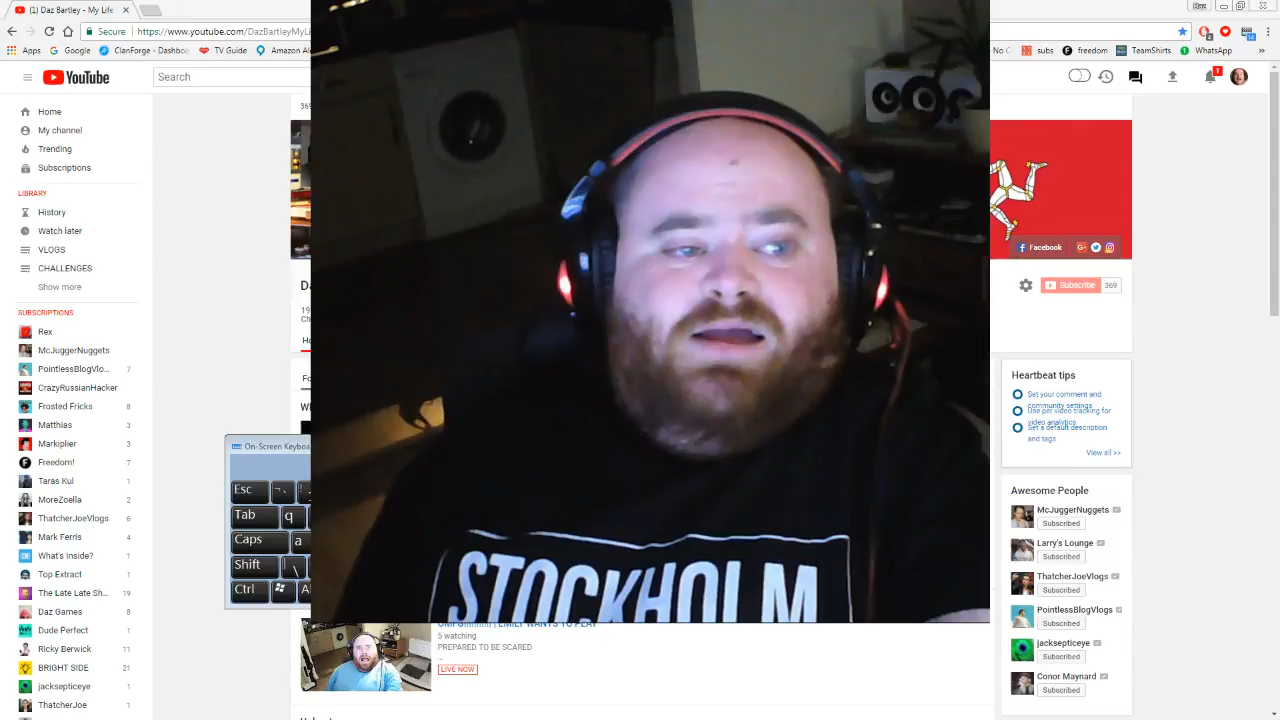 (1) Daz Bartley - My Life
Secure
https://www.youtube.com/DazBartleyMyLi
Apps
Google
ClanForge - Dashbo
TV Guide
Amazon
subs
freedom
TeamShirts
WhatsApp
YouTube
Search
1
Home
My channel
Trending
Subscriptions
LIBRARY
History
Watch later
VLOGS
CHALLENGES
Show more
SUBSCRIPTIONS
Rex
McJuggerNuggets
PointlessBlogVlo... 7
CrazyRussianHacker
Frosted Fricks 8
Matthias 3
Markiplier 3
Freedom! 7
Taras Kul 1
MoreZoella 2
ThatcherJoeVlogs 6
Mark Ferris 4
What's Inside? 1
Top Extract 1
The Late Late Sh... 19
Daz Games 8
Dude Perfect 1
Ricky Berwick 11
BRIGHT SIDE 21
jacksepticeye 1
ThatcherJoe 1
On-Screen Keyboa
Esc
Tab q
Caps a
Shift \
Ctrl
STOCKHOLM
5 watching
PREPARED TO BE SCARED
LIVE NOW
Facebook
Subscribe 369
Heartbeat tips
Set your comment and
community settings
Use per video tracking for
video analytics
Set a default description
and tags
View all >>
Awesome People
McJuggerNuggets
Subscribed
Larry's Lounge
Subscribed
ThatcherJoeVlogs
Subscribed
PointlessBlogVlogs
Subscribed
jacksepticeye
Subscribed
Conor Maynard
Subscribed